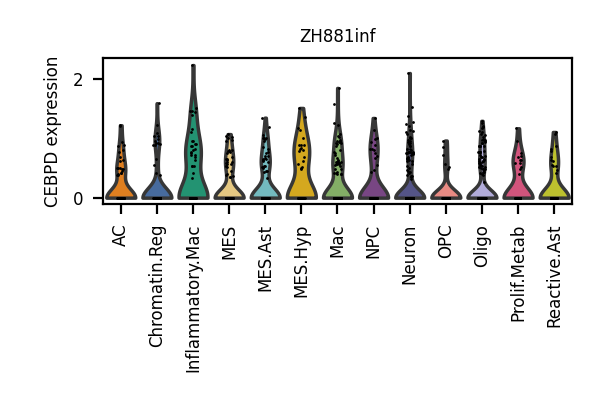 ZH881inf
CEBPD expression
2
0
AC
Chromatin.Reg
Inflammatory.Mac
MES
MES.Ast
MES.Hyp
Mac
NPC
Neuron
OPC
Oligo
Prolif.Metab
Reactive.Ast